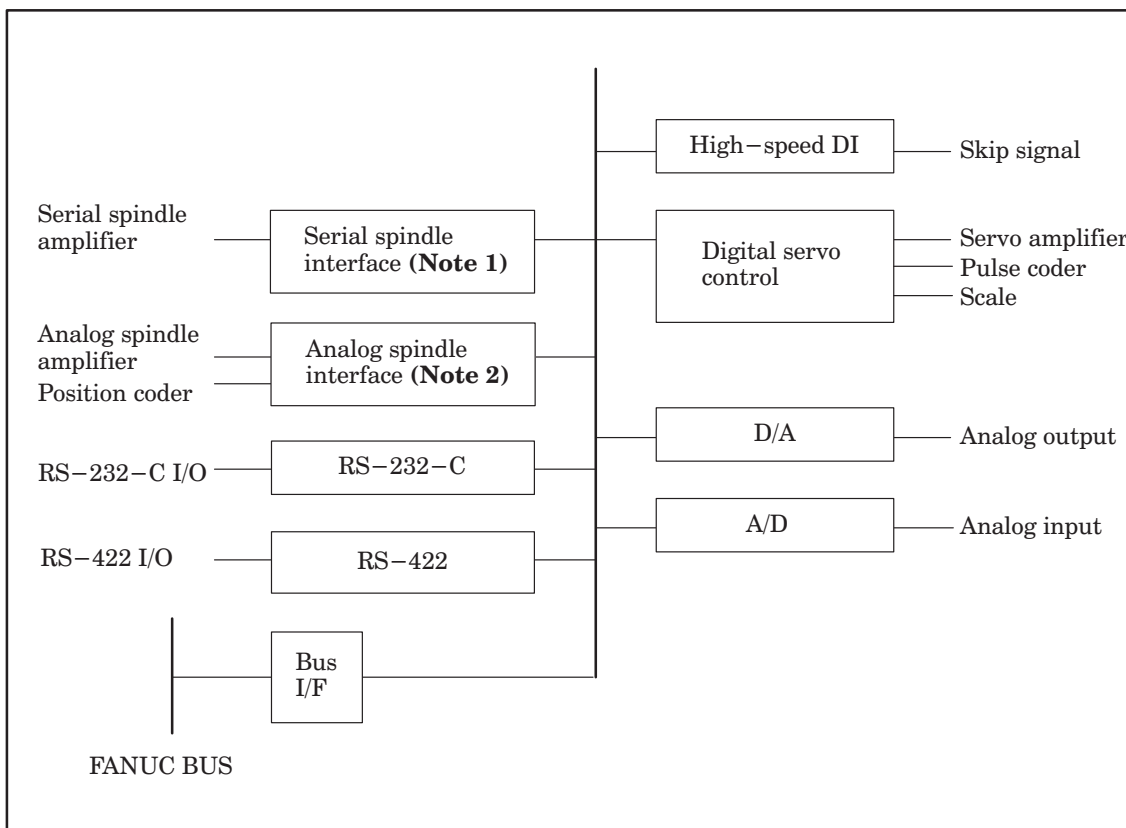 High−speed DI
Skip signal
Serial spindle
amplifier
Serial spindle
interface (Note 1)
Digital servo
control
Servo amplifier
Pulse coder
Scale
Analog spindle
amplifier
Position coder
Analog spindle
interface (Note 2)
D/A
Analog output
RS−232−C I/O
RS−232−C
A/D
Analog input
RS−422 I/O
RS−422
Bus
I/F
FANUC BUS